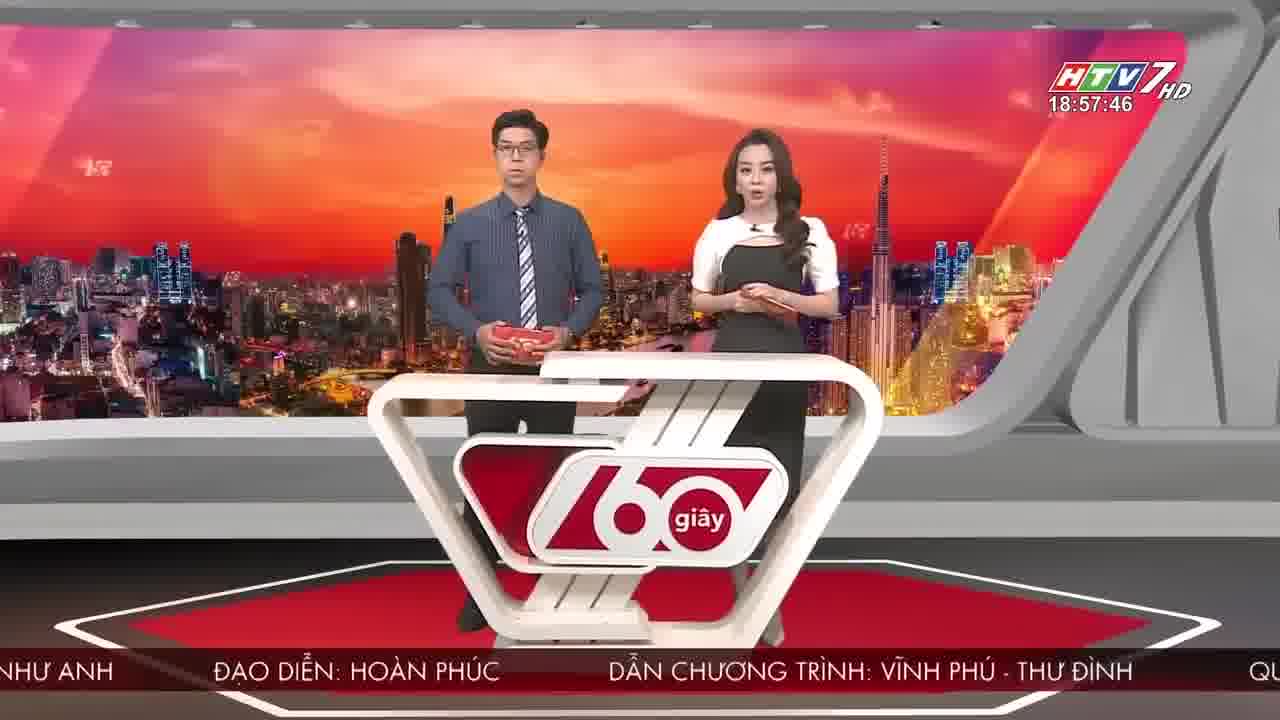 HTV7 HD
18:57:46
60 giây
NHƯ ANH ĐẠO DIỄN: HOÀN PHÚC DẪN CHƯƠNG TRÌNH: VĨNH PHÚ - THƯ ĐÌNH QU